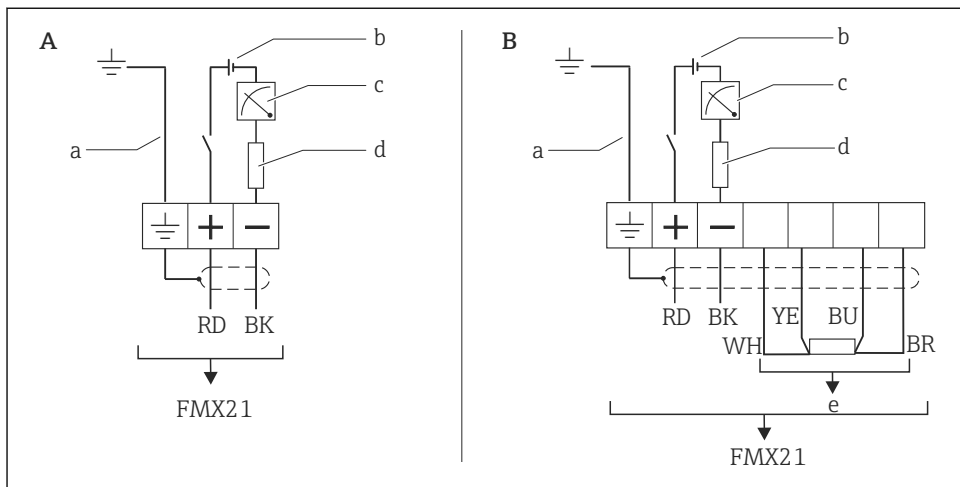 A
b
c
a
d
+ −
RD BK
FMX21
B
b
c
a
d
+ −
RD BK YE BU
WH BR
e
FMX21